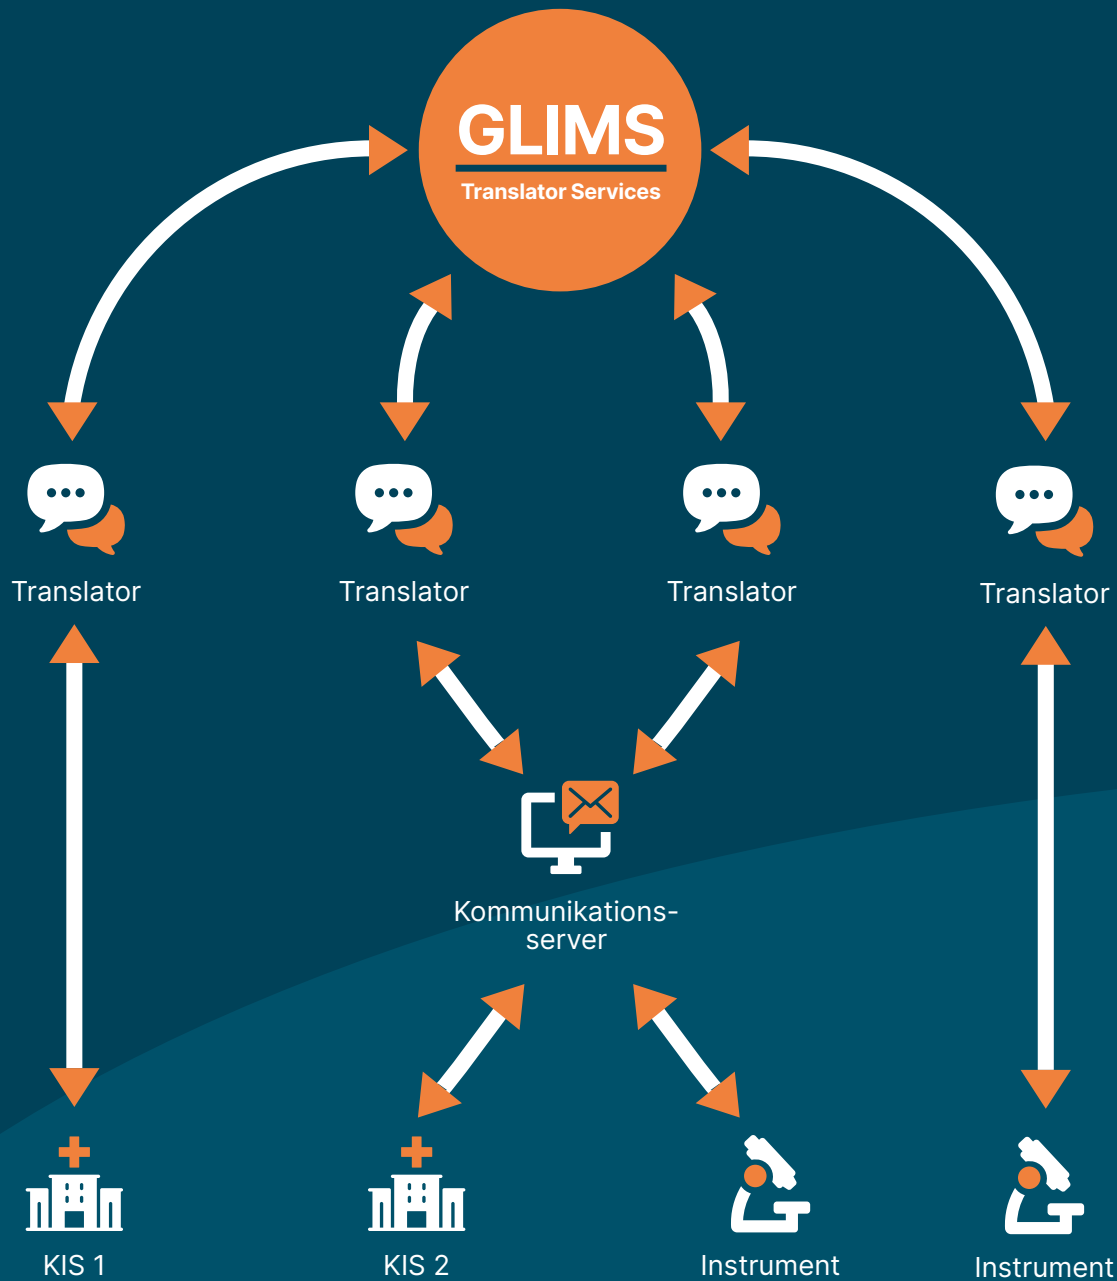 GLIMS
Translator Services
Translator
Translator
Translator
Translator
Kommunikations-
server
KIS 1
KIS 2
Instrument
Instrument